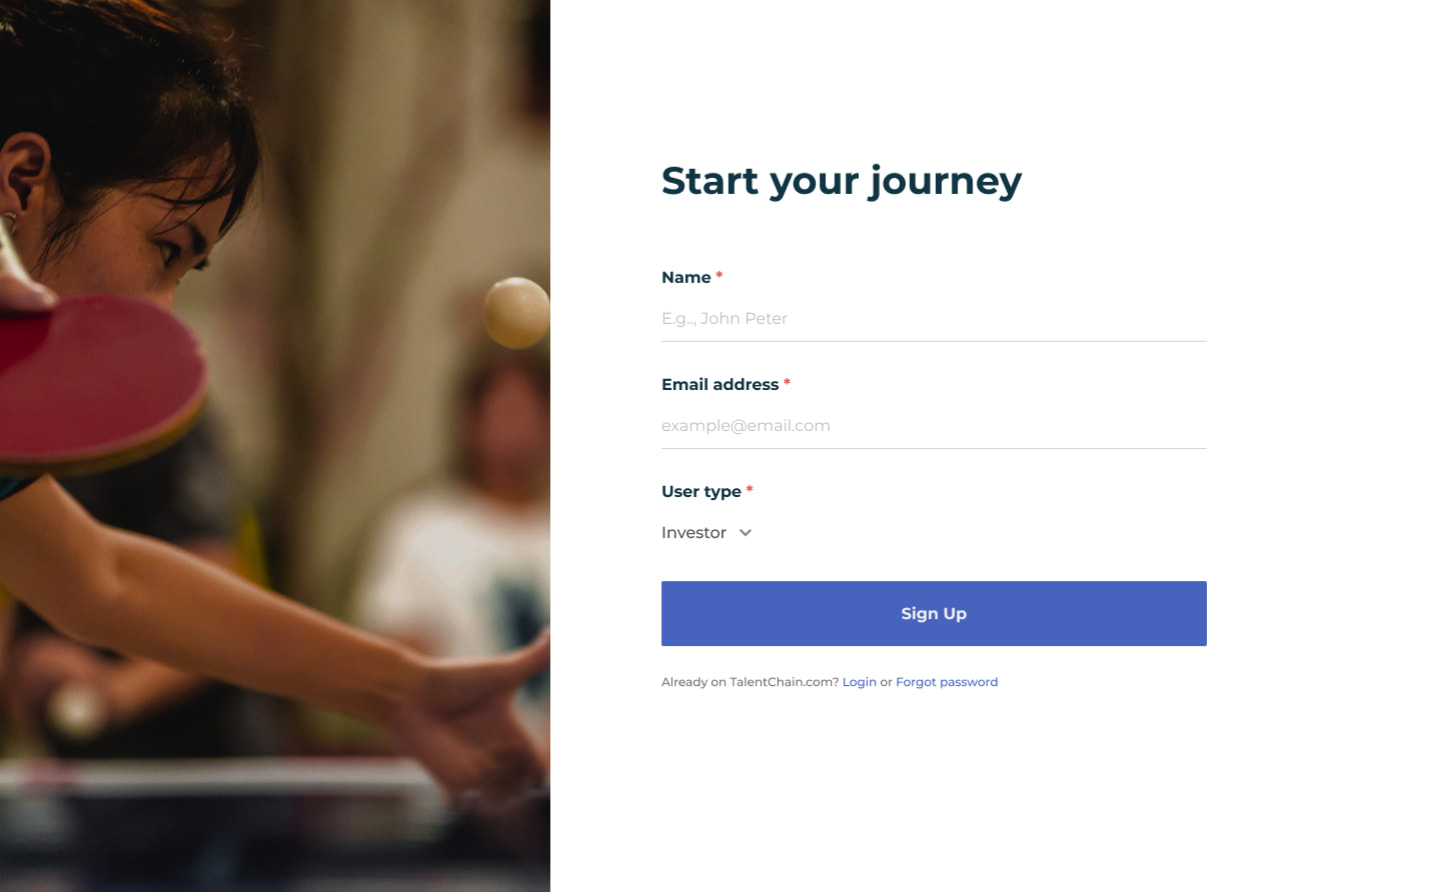 Start your journey
Name *
E.g.., John Peter
Email address *
example@email.com
User type *
Investor
Sign Up
Already on TalentChain.com? Login or Forgot password